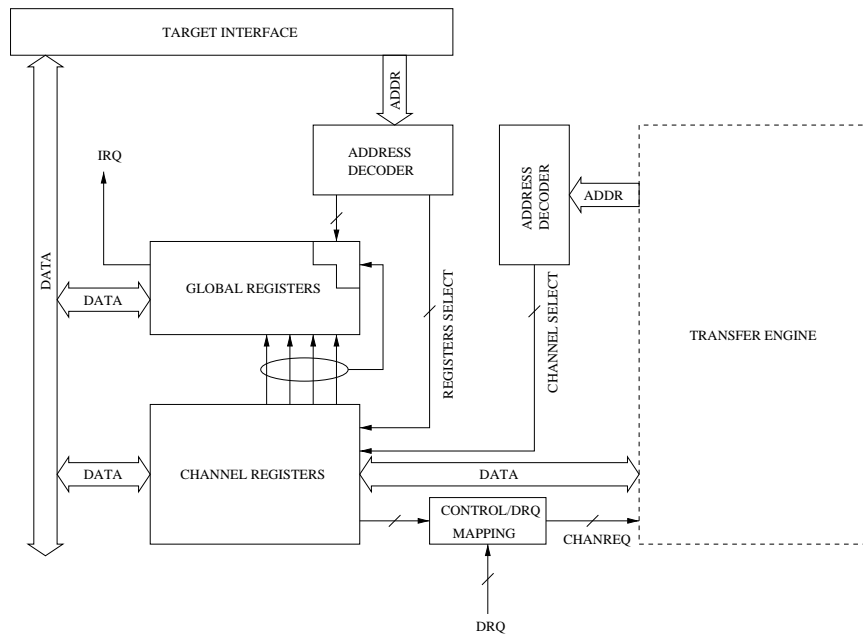 TARGET INTERFACE
ADDR
ADDRESS
DECODER
IRQ
ADDRESS
DECODER
ADDR
DATA
GLOBAL REGISTERS
DATA
REGISTERS SELECT
CHANNEL SELECT
TRANSFER ENGINE
DATA
CHANNEL REGISTERS
DATA
CONTROL/DRQ
MAPPING
CHANREQ
DRQ